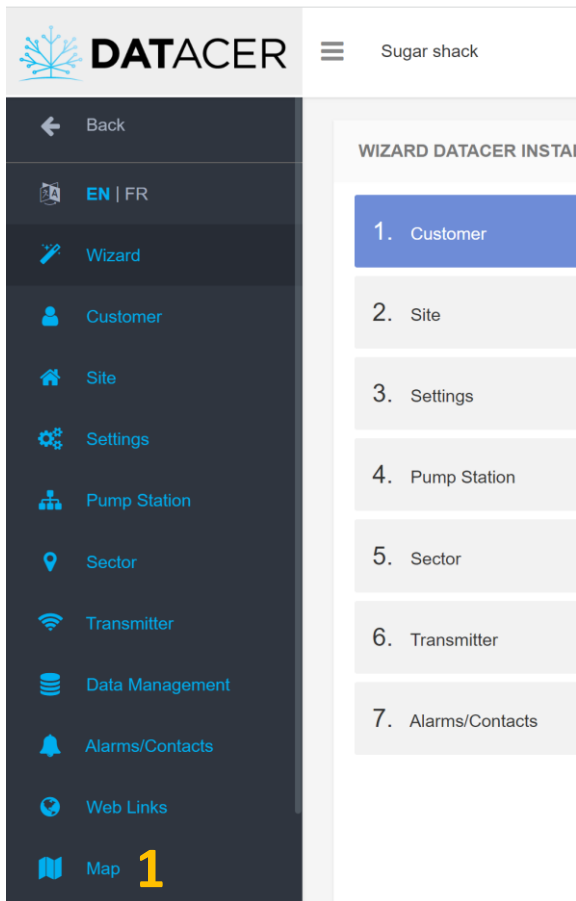 DATACER
Sugar shack
Back
EN | FR
Wizard
Customer
Site
Settings
Pump Station
Sector
Transmitter
Data Management
Alarms/Contacts
Web Links
Map 1
WIZARD DATACER INSTAL
1. Customer
2. Site
3. Settings
4. Pump Station
5. Sector
6. Transmitter
7. Alarms/Contacts